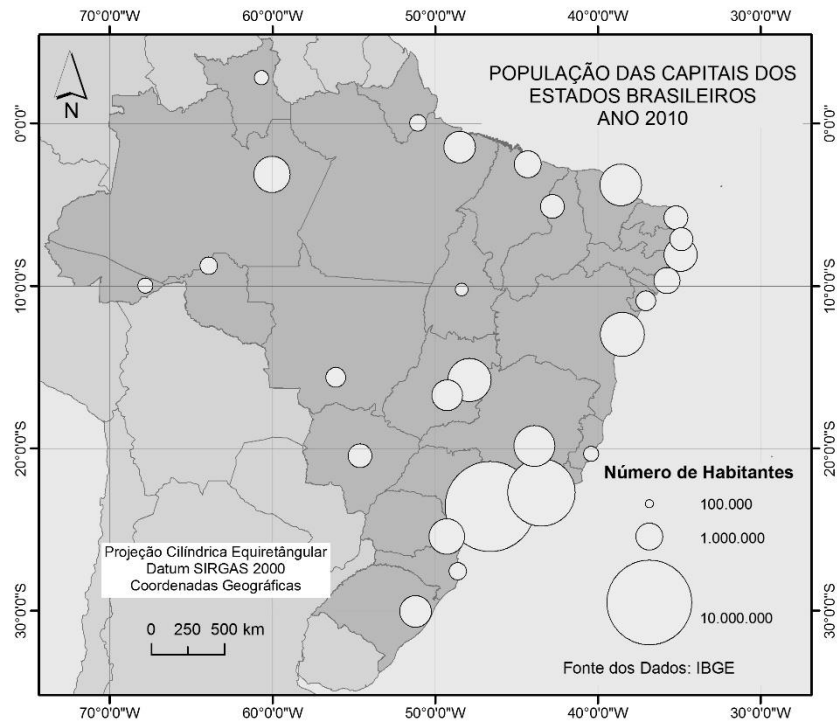 70°0'0"W 60°0'0"W 50°0'0"W 40°0'0"W 30°0'0"W
POPULAÇÃO DAS CAPITAIS DOS
ESTADOS BRASILEIROS
ANO 2010
N
0°0'0" 0°0'0"
10°0'0"S 10°0'0"S
20°0'0"S 20°0'0"S
30°0'0"S 30°0'0"S
Número de Habitantes
100.000
1.000.000
10.000.000
Projeção Cilíndrica Equiretângular
Datum SIRGAS 2000
Coordenadas Geográficas
0 250 500 km
Fonte dos Dados: IBGE
70°0'0"W 60°0'0"W 50°0'0"W 40°0'0"W 30°0'0"W